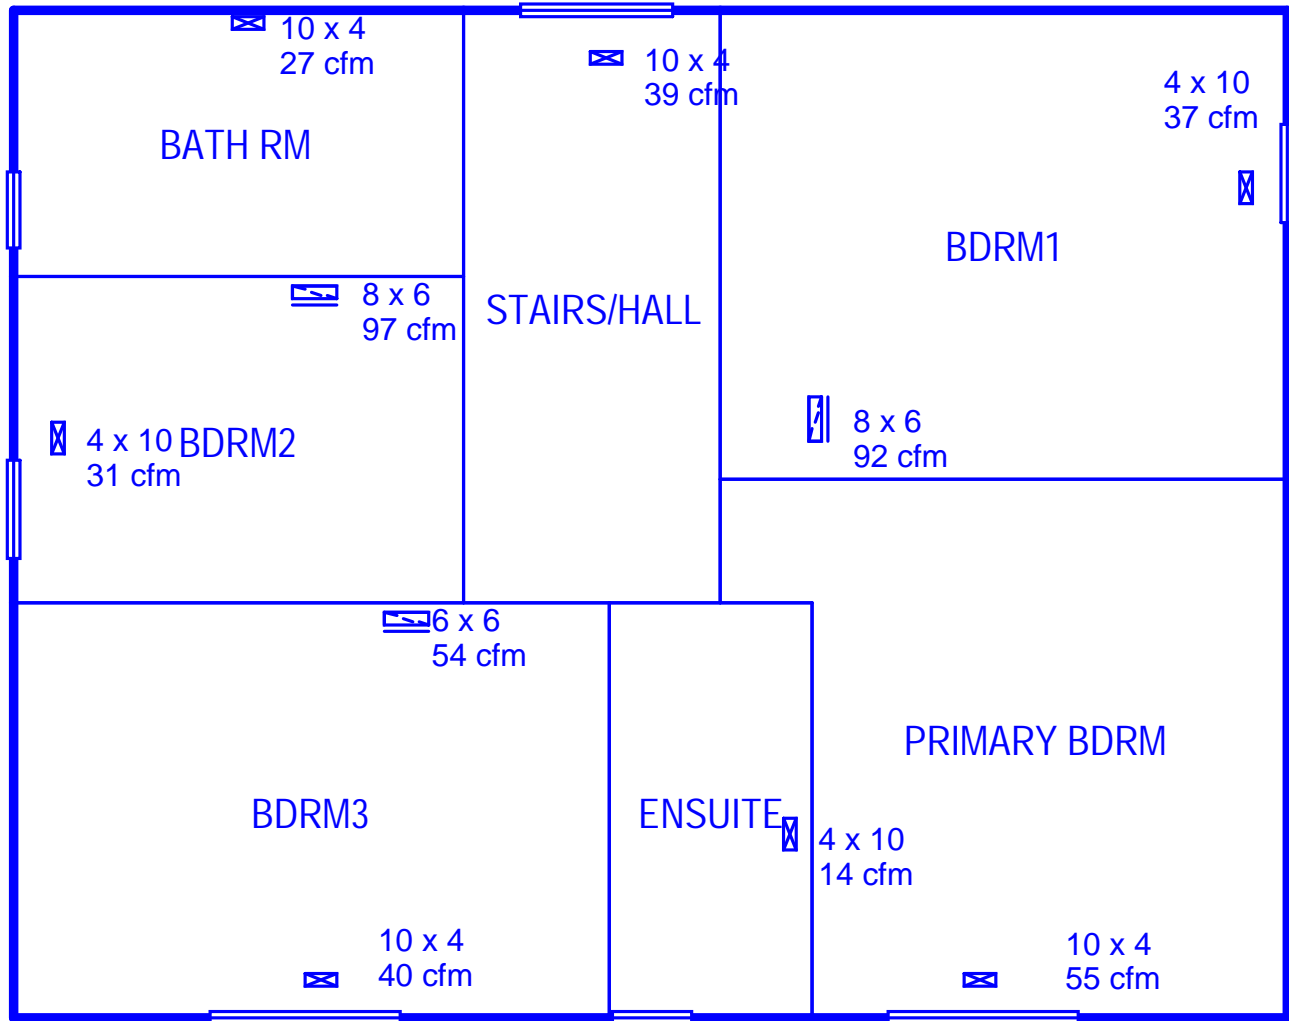 10 x 4
27 cfm
10 x 4
39 cfm
4 x 10
37 cfm
BATH RM
BDRM1
8 x 6
97 cfm
STAIRS/HALL
4 x 10
31 cfm
BDRM2
8 x 6
92 cfm
6 x 6
54 cfm
PRIMARY BDRM
BDRM3
ENSUITE
4 x 10
14 cfm
10 x 4
40 cfm
10 x 4
55 cfm